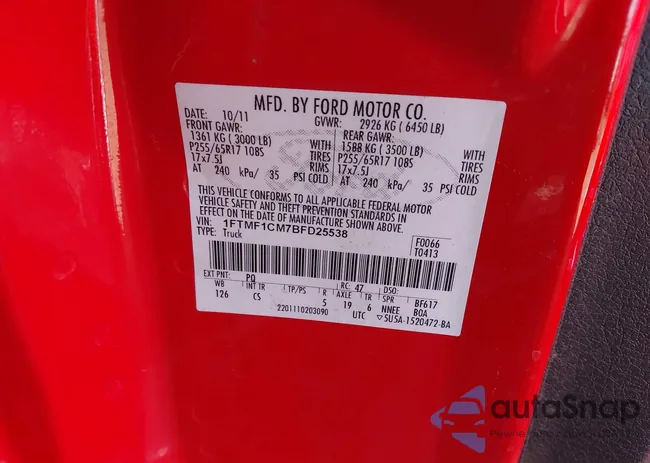 MFD. BY FORD MOTOR CO.
DATE: 10/11 GVWR: 2926 KG ( 6450 LB)
FRONT GAWR: REAR GAWR:
1361 KG ( 3000 LB) WITH 1588 KG ( 3500 LB) WITH
P255/65R17 108S TIRES P255/65R17 108S TIRES
17x7.5J RIMS 17x7.5J RIMS
AT 240 kPa/ 35 PSI COLD AT 240 kPa/ 35 PSI COLD
THIS VEHICLE CONFORMS TO ALL APPLICABLE FEDERAL MOTOR
VEHICLE SAFETY AND THEFT PREVENTION STANDARDS IN
EFFECT ON THE DATE OF MANUFACTURE SHOWN ABOVE.
VIN: 1FTMF1CM7BFD25538 F0066
TYPE: Truck T0413
EXT PNT: PQ RC: 47 DSO:
WB INT TR TP/PS R AXLE TR SPR BF617
126 CS 5 19 6 NNEE BOA
2201110203090 UTC ▽5U5A-1520472-BA
autoSnap